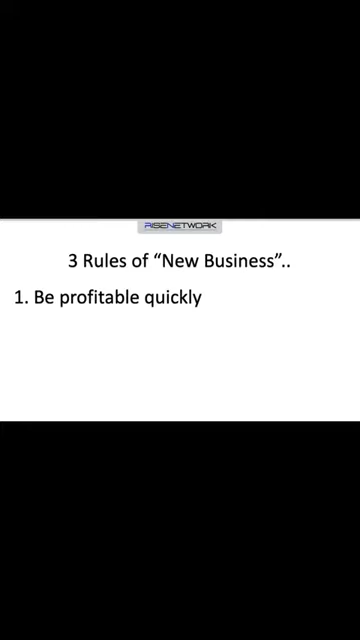 RISENETWORK
3 Rules of “New Business”..
1. Be profitable quickly